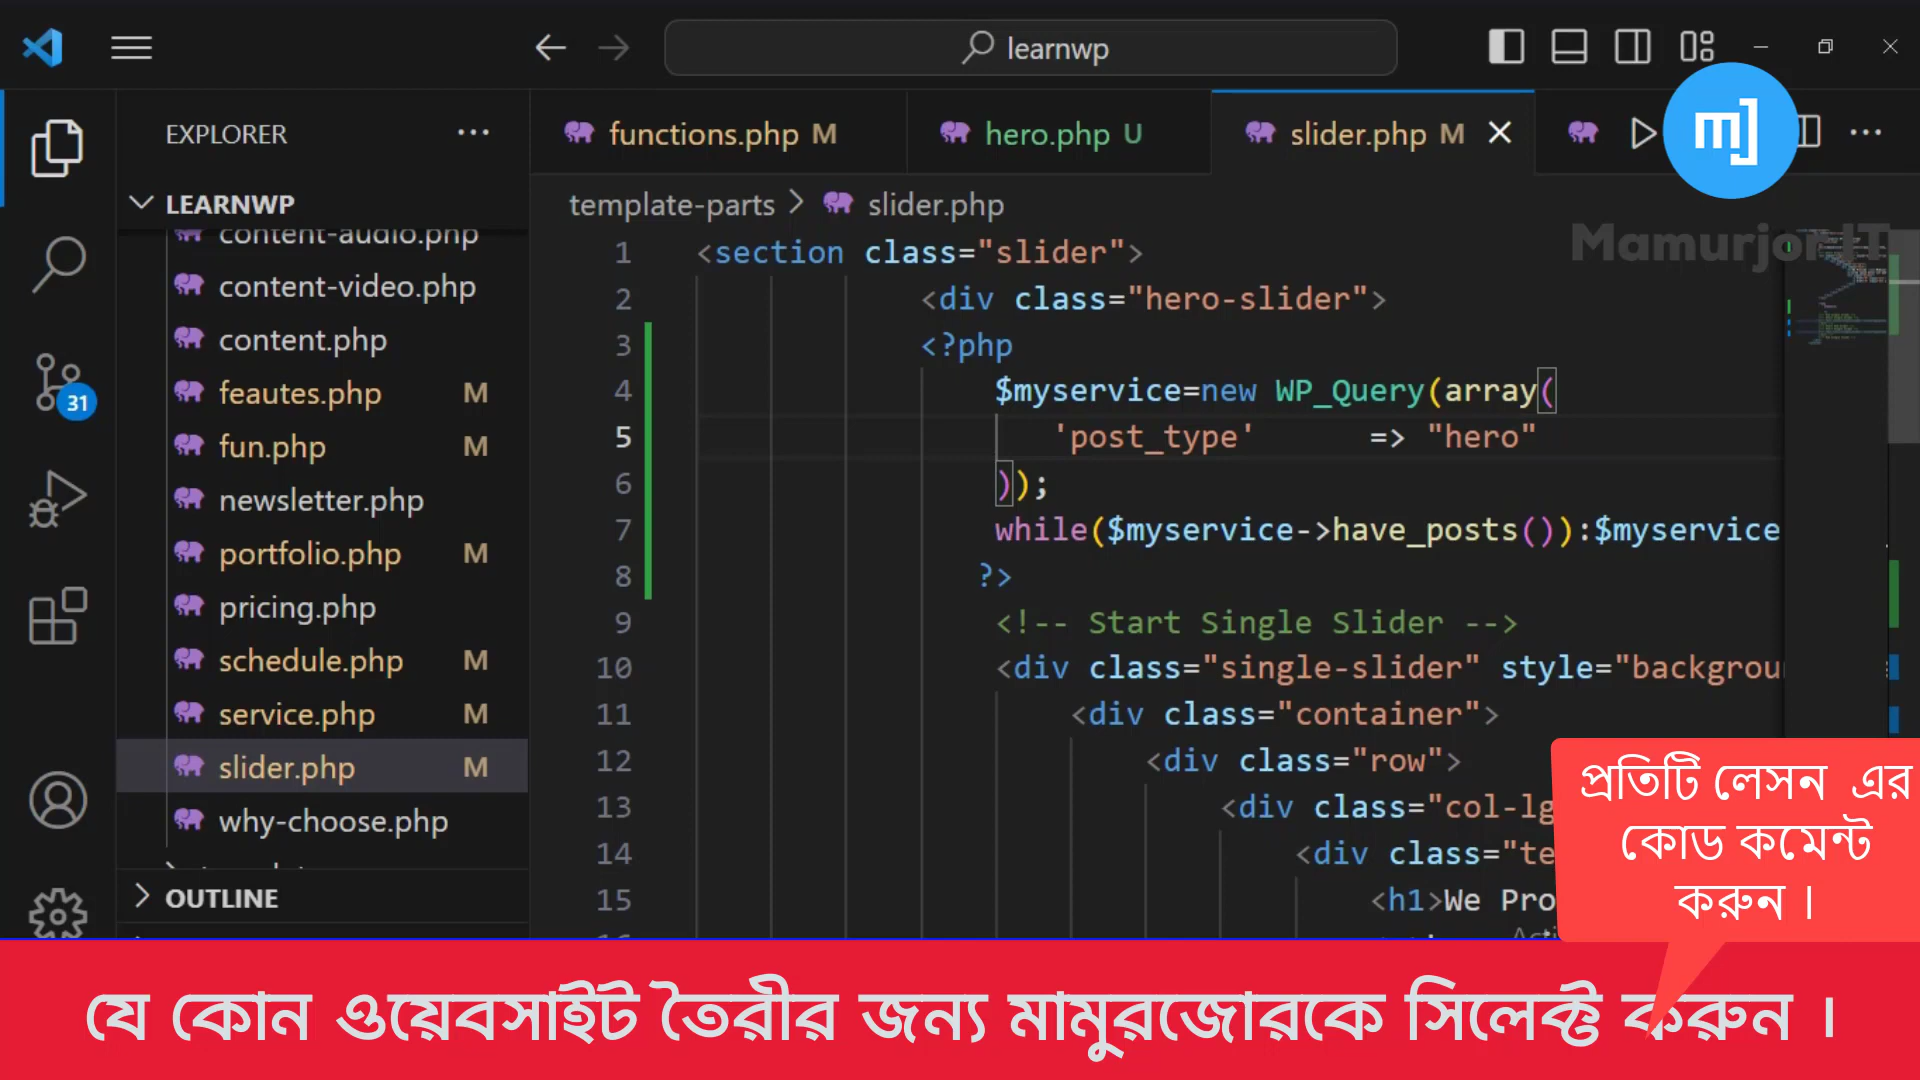 learnwp
EXPLORER
functions.php M
hero.php U
slider.php M
LEARNWP
template-parts > slider.php
Mamurjor IT
content-audio.php
content-video.php
content.php
feautes.php M
fun.php M
newsletter.php
portfolio.php M
pricing.php
schedule.php M
service.php M
slider.php M
why-choose.php
OUTLINE
31
1 <section class="slider">
2 <div class="hero-slider">
3 <?php
4 $myservice=new WP_Query(array(
5 'post_type' => "hero"
6 ));
7 while($myservice->have_posts()):$myservice
8 ?>
9 <!-- Start Single Slider -->
10 <div class="single-slider" style="backgrou
11 <div class="container">
12 <div class="row">
13 <div class="col-lg
14 <div class="te
15 <h1>We Pro
প্রতিটি লেসন এর
কোড কমেন্ট
করুন ।
যে কোন ওয়েবসাইট তৈরীর জন্য মামুরজোরকে সিলেক্ট করুন ।